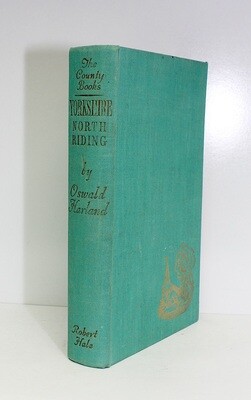 The
County
Books
YORKSHIRE
NORTH
RIDING
by
Oswald
Harland
Robert
Hale